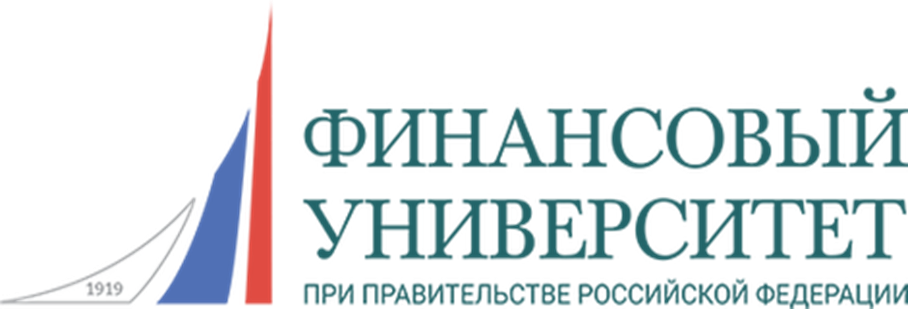 1919
ФИНАНСОВЫЙ
УНИВЕРСИТЕТ
ПРИ ПРАВИТЕЛЬСТВЕ РОССИЙСКОЙ ФЕДЕРАЦИИ